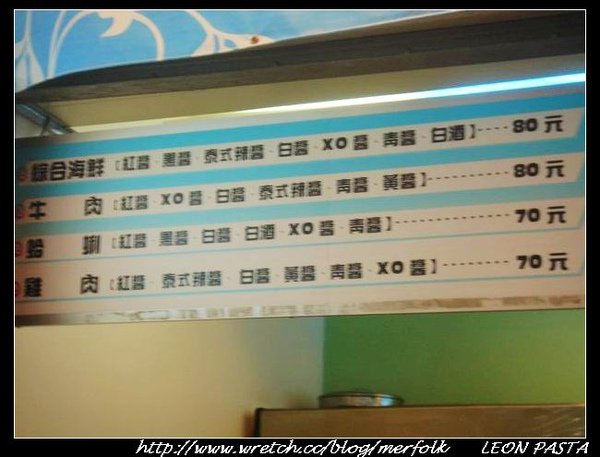 綜合海鮮【紅醬．黑醬．泰式辣醬．白醬．XO醬．青醬．白酒】-----80元
牛 肉【紅醬．XO醬．白醬．泰式辣醬．青醬．黃醬】--------80元
蛤 蜊【紅醬．黑醬．白醬．白酒．XO醬．青醬】-----------70元
雞 肉【紅醬．泰式辣醬．白醬．黃醬．青醬．XO醬】--------70元
http://www.wretch.cc/blog/merfolk LEON PASTA